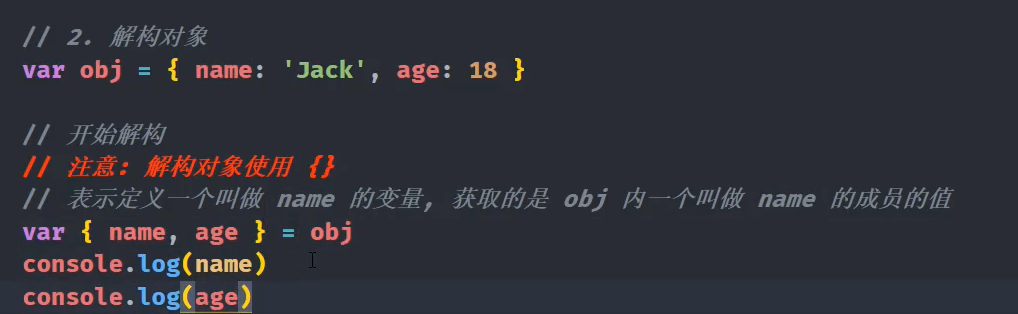 // 2. 解构对象
var obj = { name: 'Jack', age: 18 }
// 开始解构
// 注意: 解构对象使用 {}
// 表示定义一个叫做 name 的变量, 获取的是 obj 内一个叫做 name 的成员的值
var { name, age } = obj
console.log(name)
console.log(age)